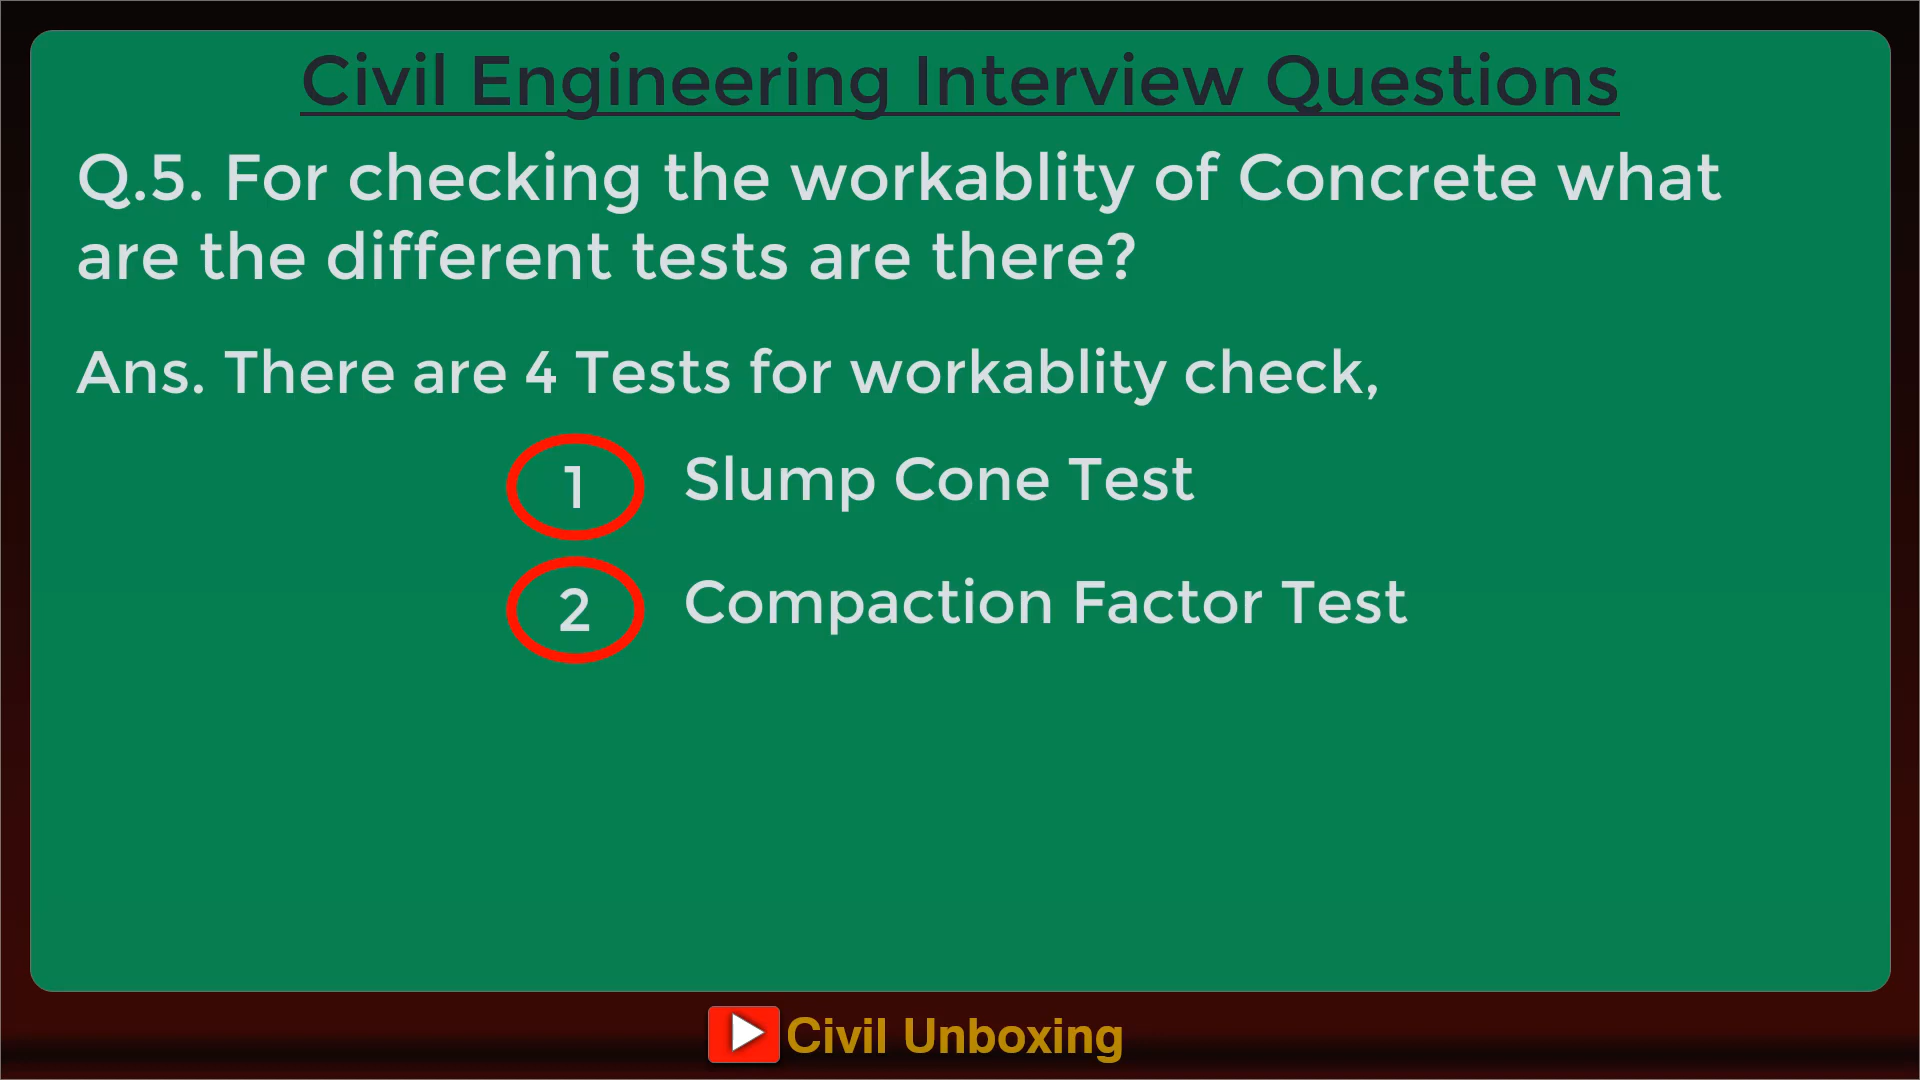 Civil Engineering Interview Questions
Q.5. For checking the workablity of Concrete what
are the different tests are there?
Ans. There are 4 Tests for workablity check,
1 Slump Cone Test
2 Compaction Factor Test
Civil Unboxing